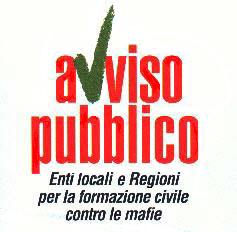 avviso
pubblico
Enti locali e Regioni
per la formazione civile
contro le mafie